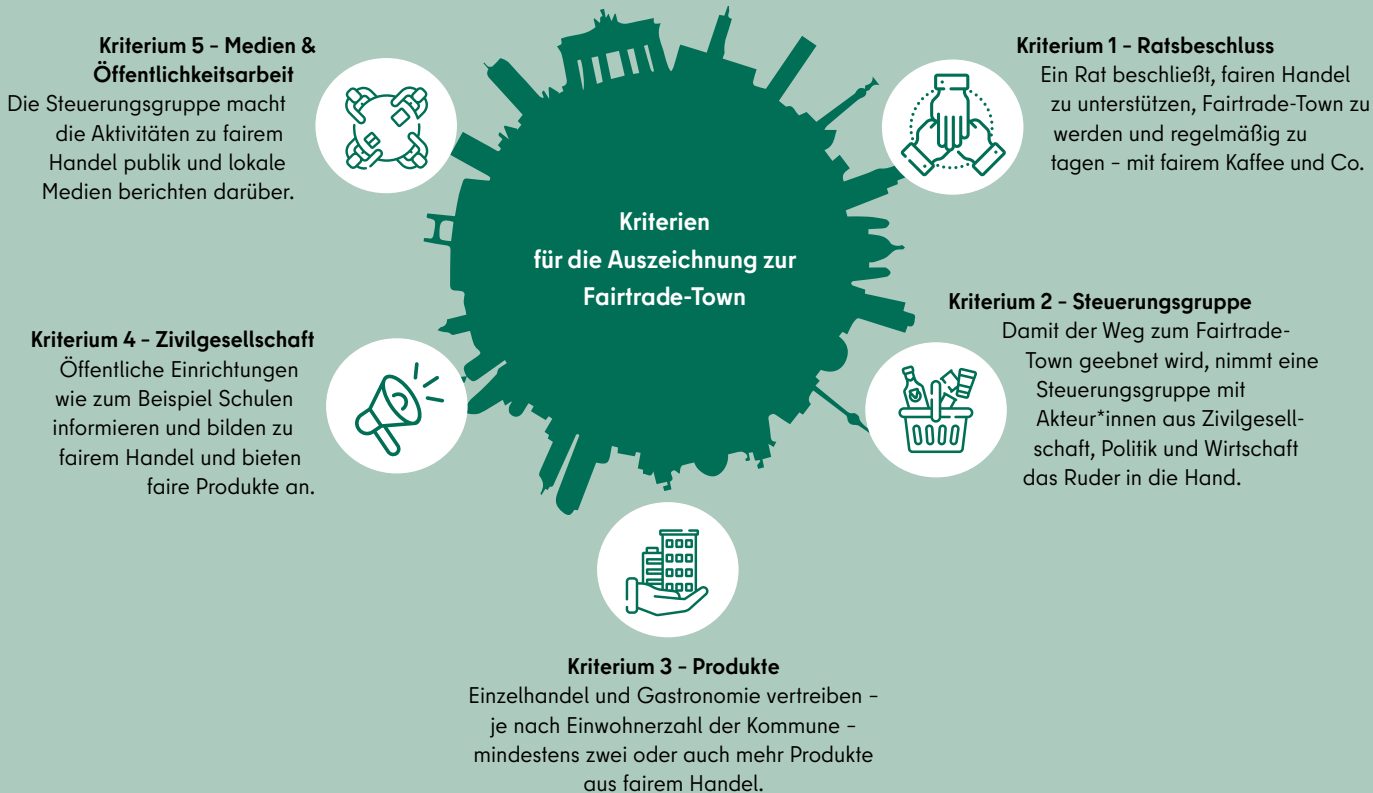 Kriterien
für die Auszeichnung zur
Fairtrade-Town
Kriterium 1 – Ratsbeschluss
Ein Rat beschließt, fairen Handel
zu unterstützen, Fairtrade-Town zu
werden und regelmäßig zu
tagen – mit fairem Kaffee und Co.
Kriterium 2 – Steuerungsgruppe
Damit der Weg zum Fairtrade-
Town geebnet wird, nimmt eine
Steuerungsgruppe mit
Akteur*innen aus Zivilgesell-
schaft, Politik und Wirtschaft
das Ruder in die Hand.
Kriterium 3 – Produkte
Einzelhandel und Gastronomie vertreiben –
je nach Einwohnerzahl der Kommune –
mindestens zwei oder auch mehr Produkte
aus fairem Handel.
Kriterium 4 – Zivilgesellschaft
Öffentliche Einrichtungen
wie zum Beispiel Schulen
informieren und bilden zu
fairem Handel und bieten
faire Produkte an.
Kriterium 5 – Medien &
Öffentlichkeitsarbeit
Die Steuerungsgruppe macht
die Aktivitäten zu fairem
Handel publik und lokale
Medien berichten darüber.